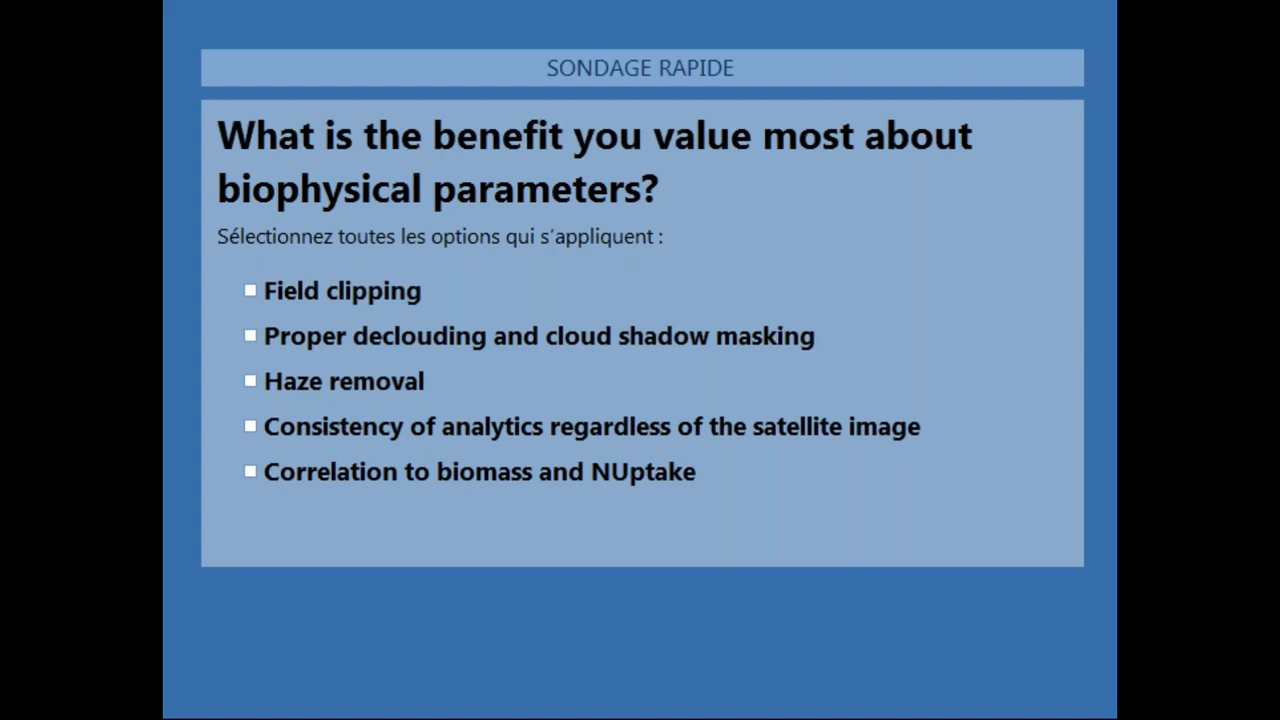 SONDAGE RAPIDE
What is the benefit you value most about
biophysical parameters?
Sélectionnez toutes les options qui s'appliquent :
Field clipping
Proper declouding and cloud shadow masking
Haze removal
Consistency of analytics regardless of the satellite image
Correlation to biomass and NUptake